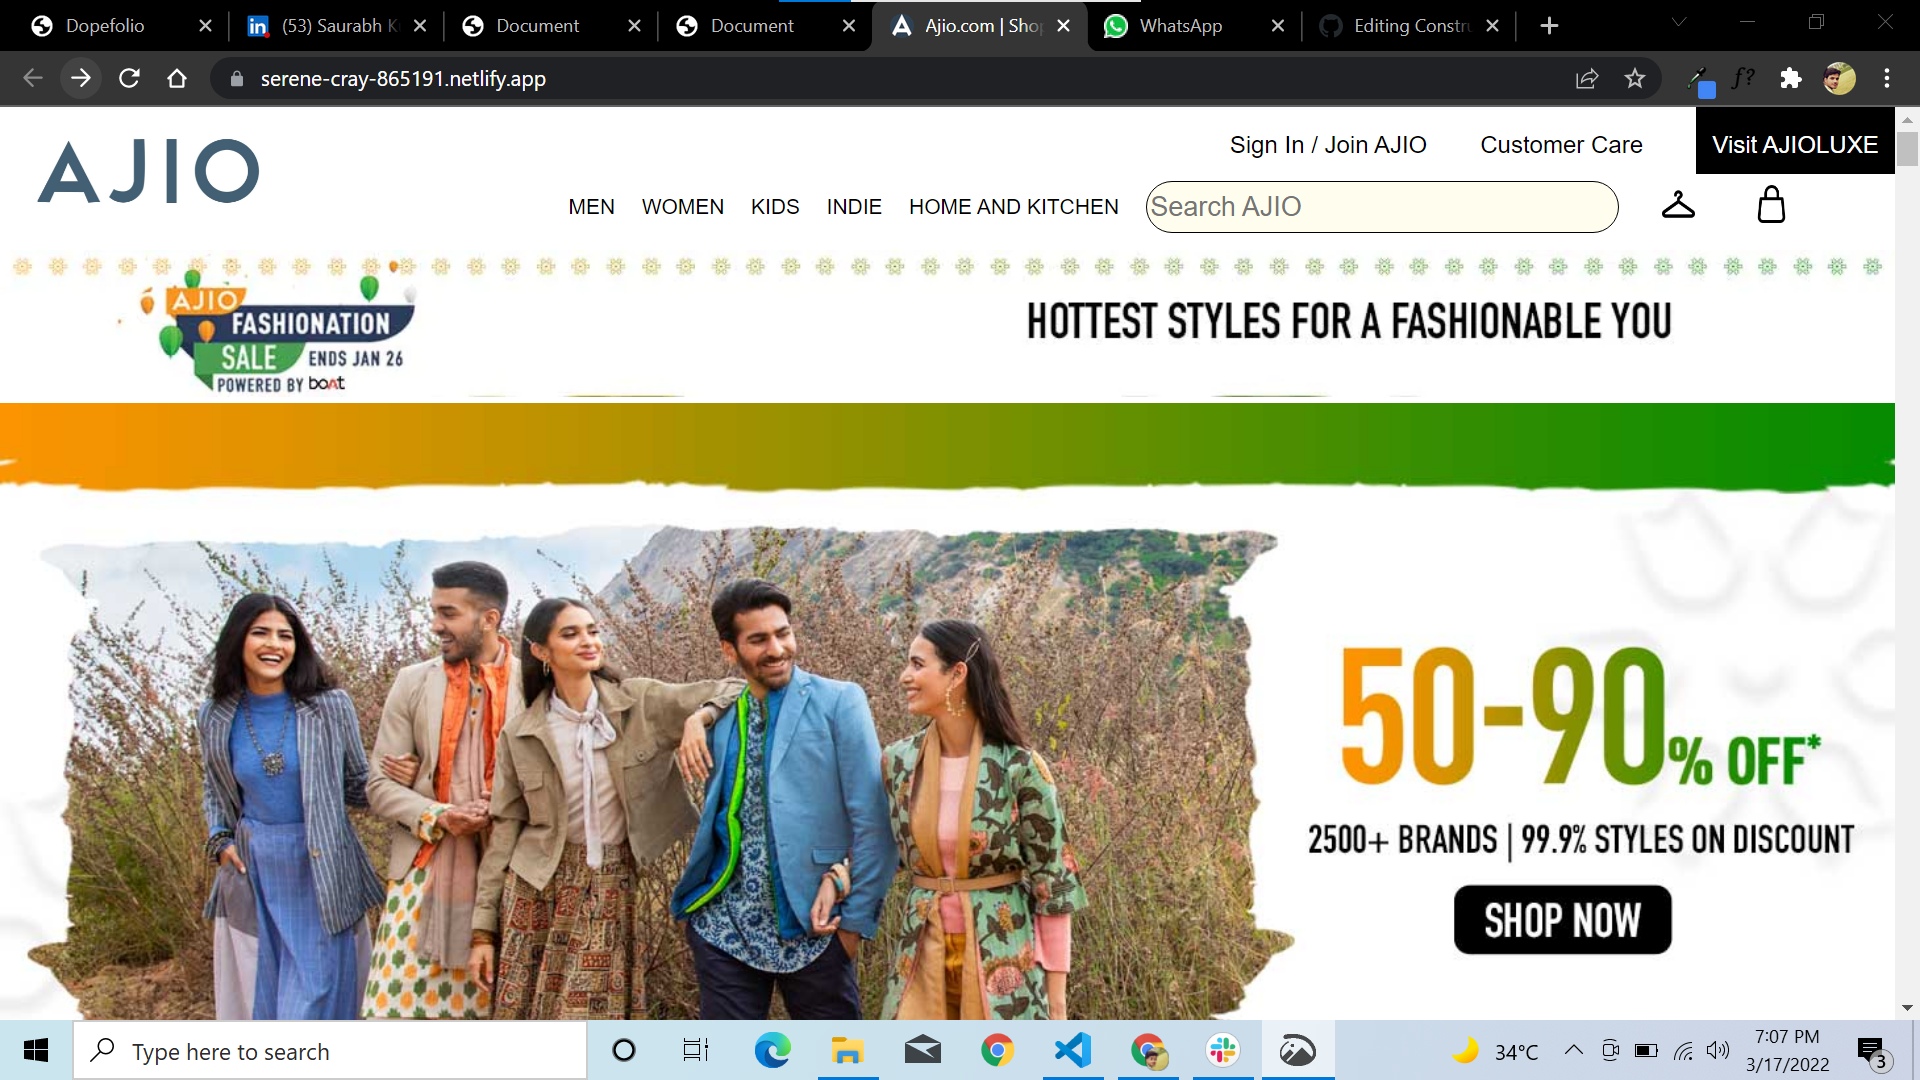 Dopefolio
(53) Saurabh K
Document
Document
Ajio.com | Shop
WhatsApp
Editing Constru
serene-cray-865191.netlify.app
f?
AJIO
Sign In / Join AJIO
Customer Care
Visit AJIOLUXE
MEN
WOMEN
KIDS
INDIE
HOME AND KITCHEN
Search AJIO
AJIO
FASHIONATION
SALE ENDS JAN 26
POWERED BY boAt
HOTTEST STYLES FOR A FASHIONABLE YOU
50-90% OFF*
2500+ BRANDS | 99.9% STYLES ON DISCOUNT
SHOP NOW
Type here to search
34°C
7:07 PM
3/17/2022
3